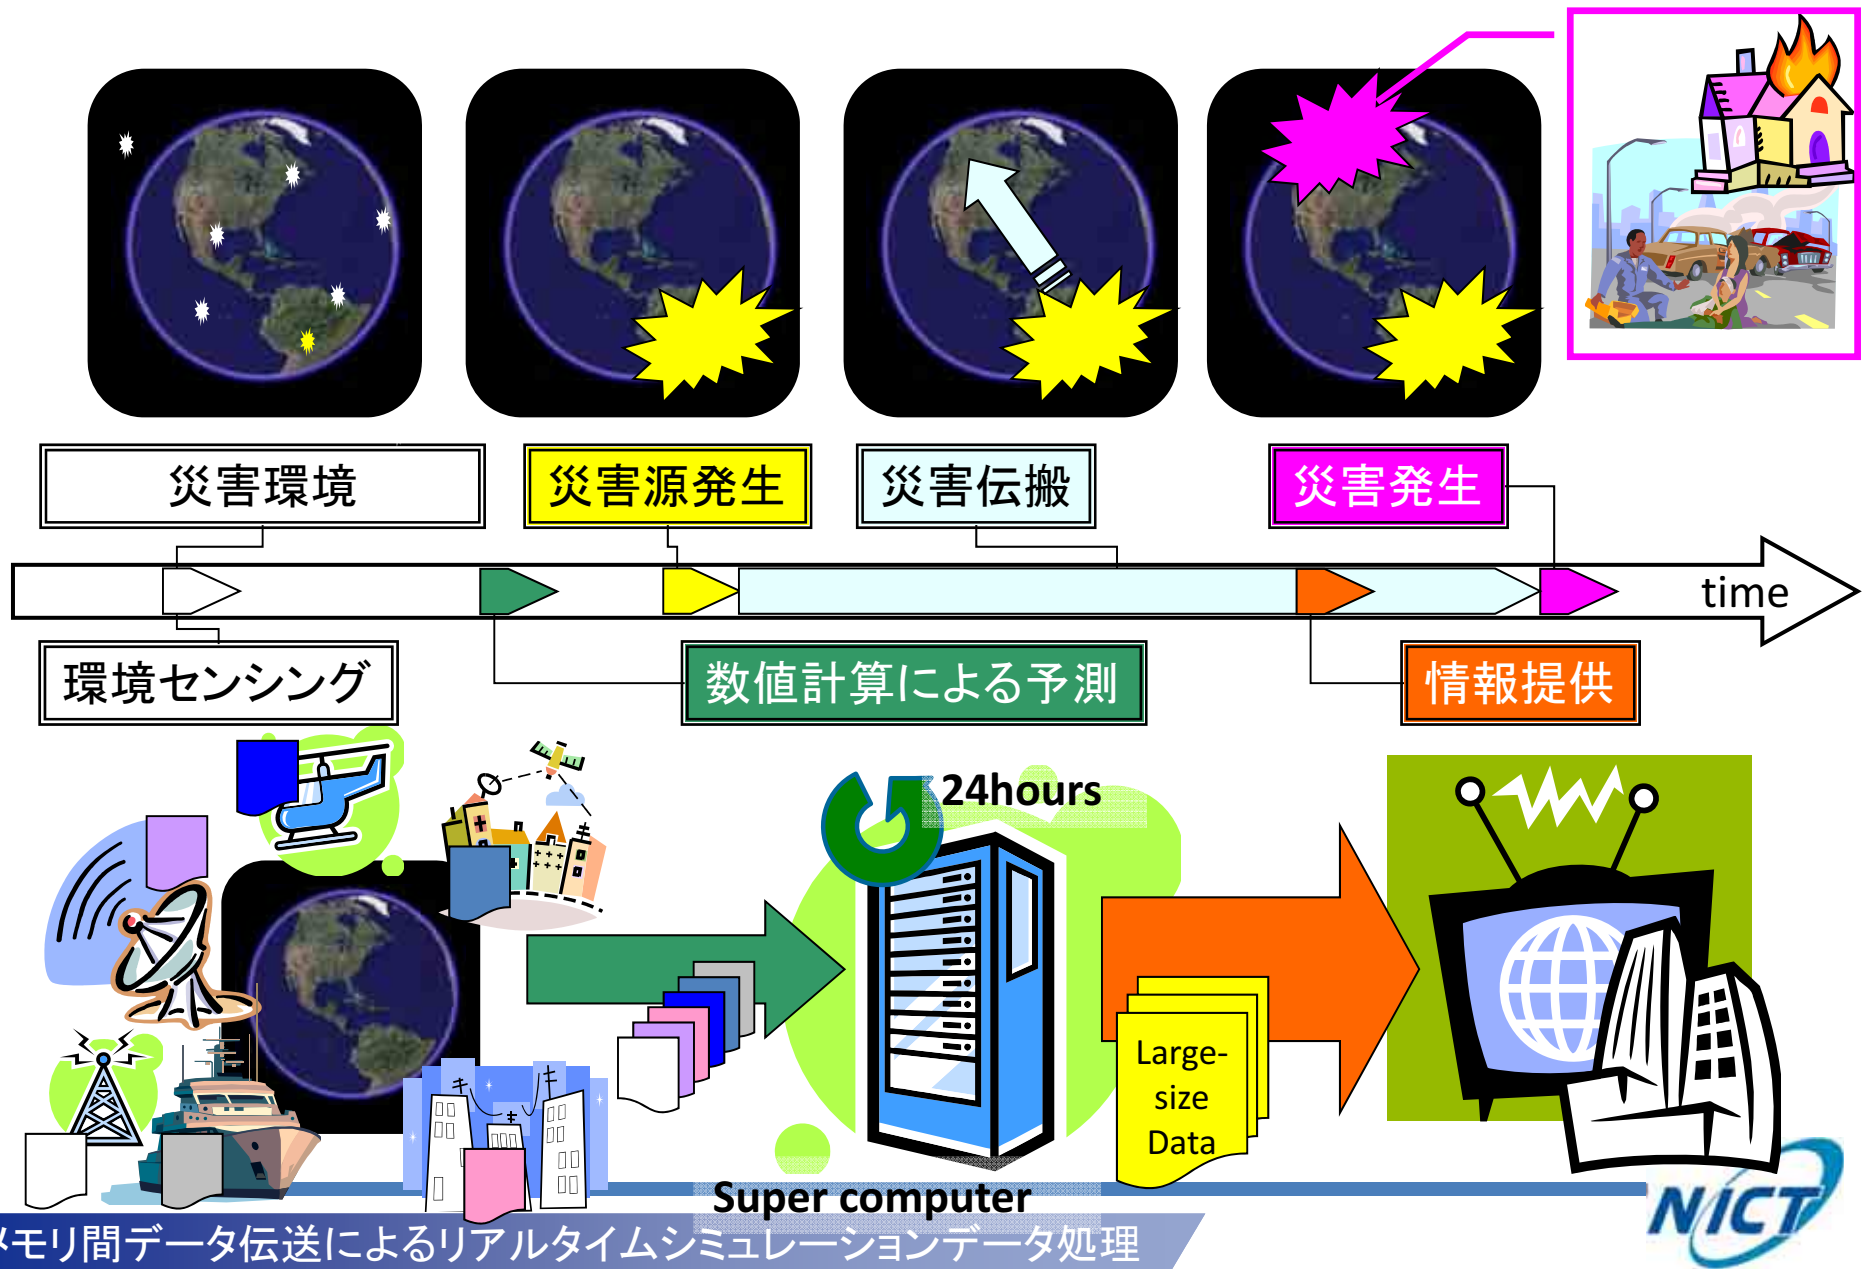 災害環境
災害源発生
災害伝搬
災害発生
time
環境センシング
数値計算による予測
情報提供
24hours
Large-
size
Data
Super computer
メモリ間データ伝送によるリアルタイムシミュレーションデータ処理
NICT